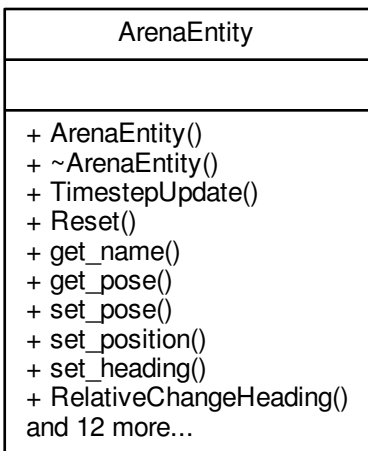 ArenaEntity
+ ArenaEntity()
+ ~ArenaEntity()
+ TimestepUpdate()
+ Reset()
+ get_name()
+ get_pose()
+ set_pose()
+ set_position()
+ set_heading()
+ RelativeChangeHeading()
and 12 more...